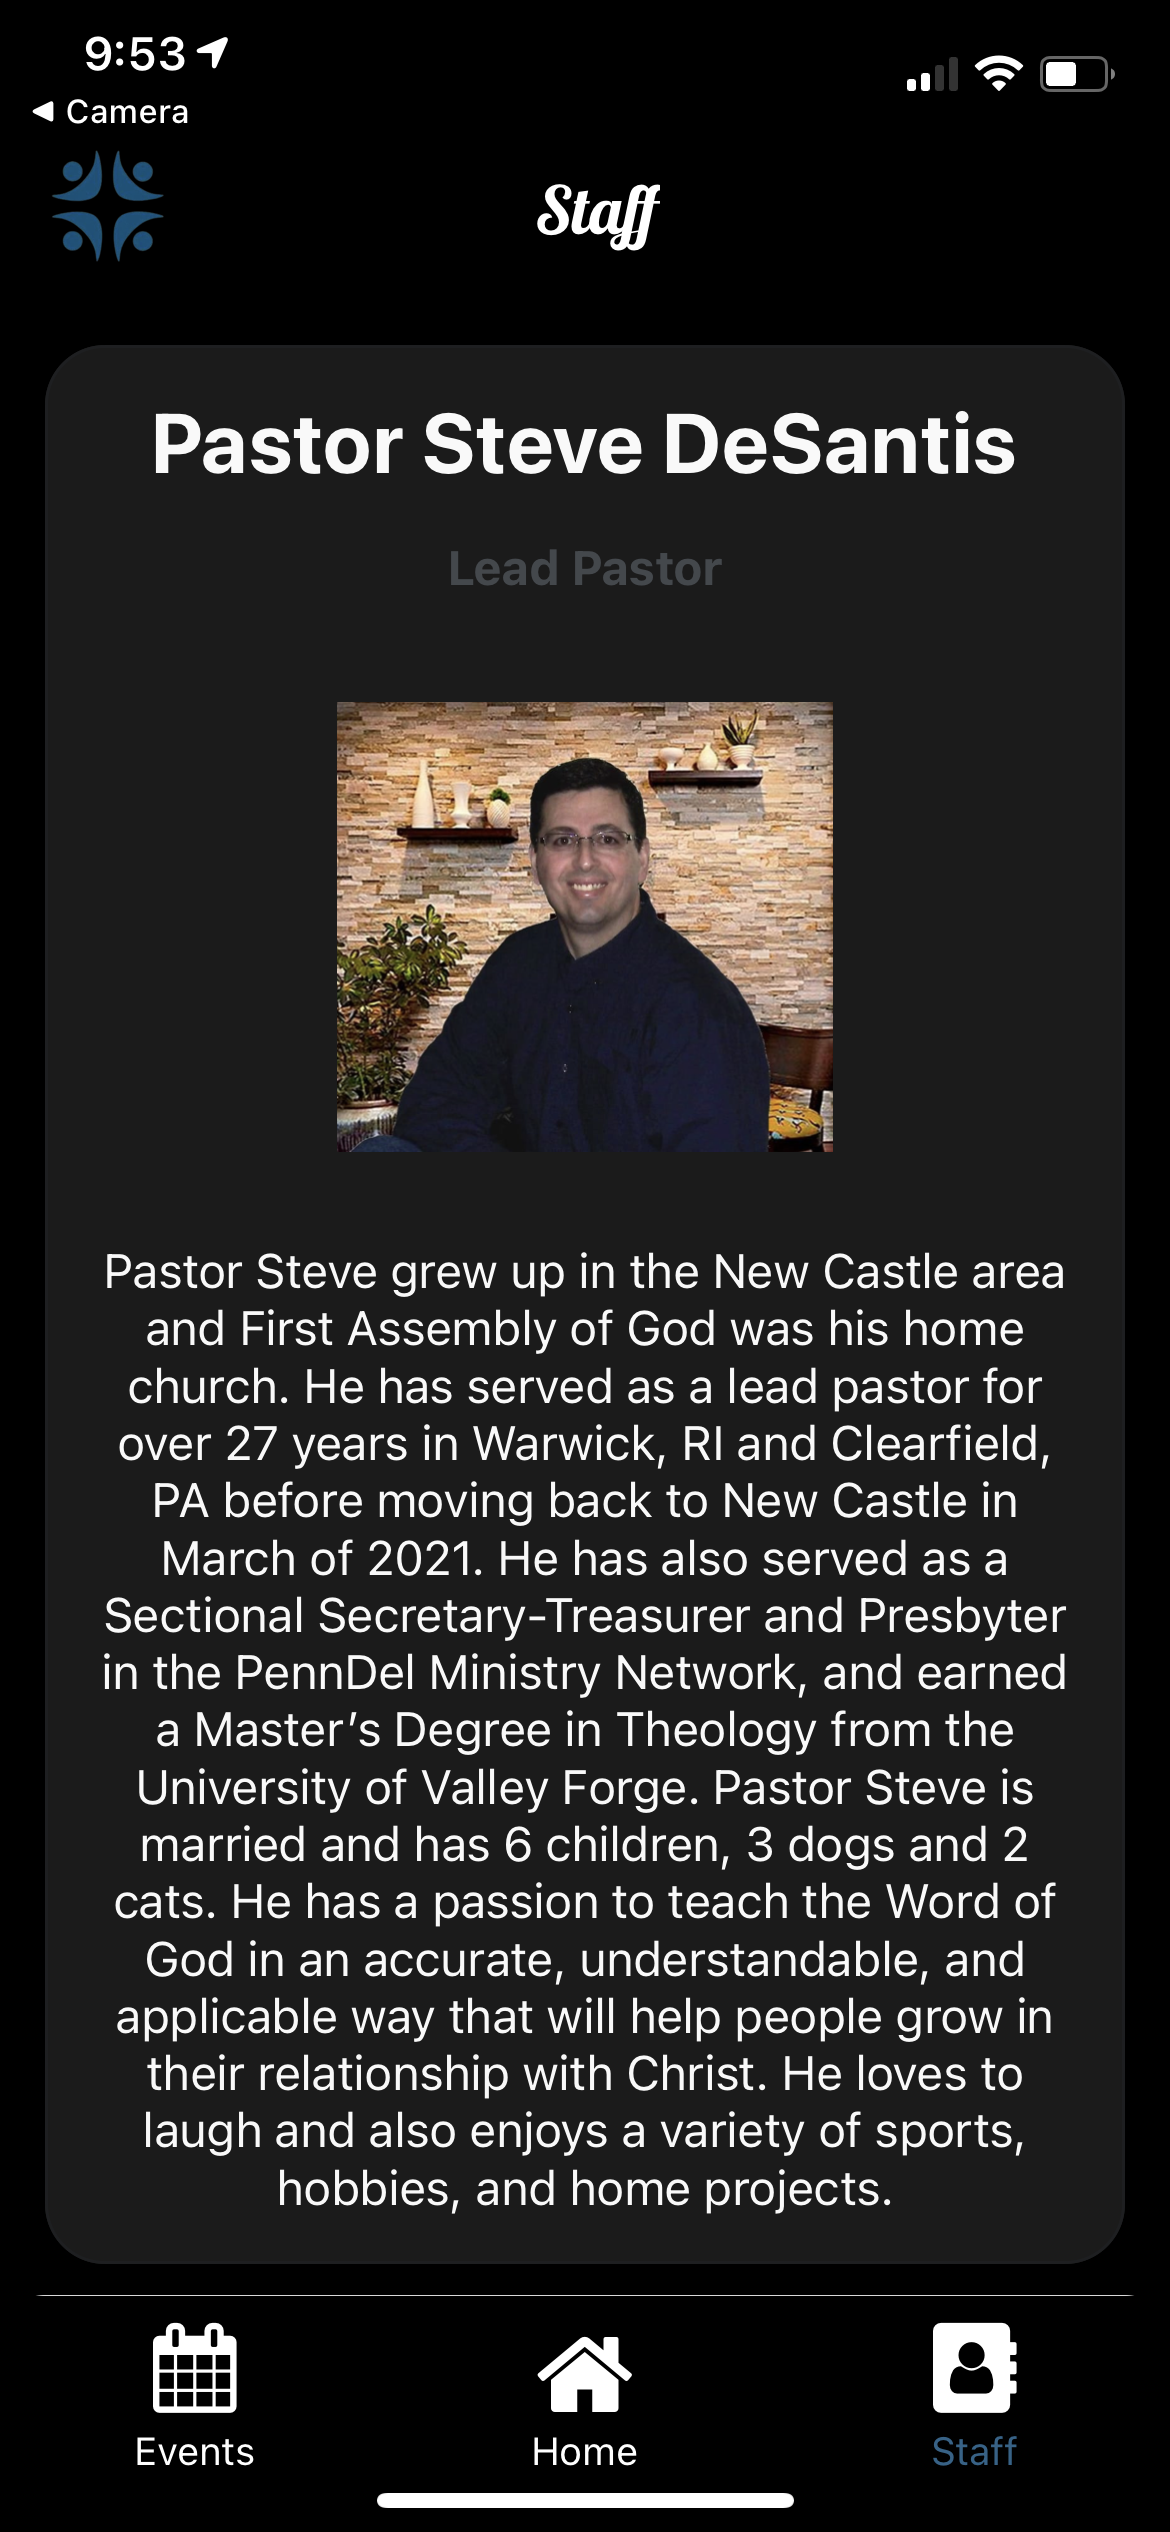 9:53
◀ Camera
Staff
Pastor Steve DeSantis
Lead Pastor
Pastor Steve grew up in the New Castle area
and First Assembly of God was his home
church. He has served as a lead pastor for
over 27 years in Warwick, RI and Clearfield,
PA before moving back to New Castle in
March of 2021. He has also served as a
Sectional Secretary-Treasurer and Presbyter
in the PennDel Ministry Network, and earned
a Master’s Degree in Theology from the
University of Valley Forge. Pastor Steve is
married and has 6 children, 3 dogs and 2
cats. He has a passion to teach the Word of
God in an accurate, understandable, and
applicable way that will help people grow in
their relationship with Christ. He loves to
laugh and also enjoys a variety of sports,
hobbies, and home projects.
Events
Home
Staff